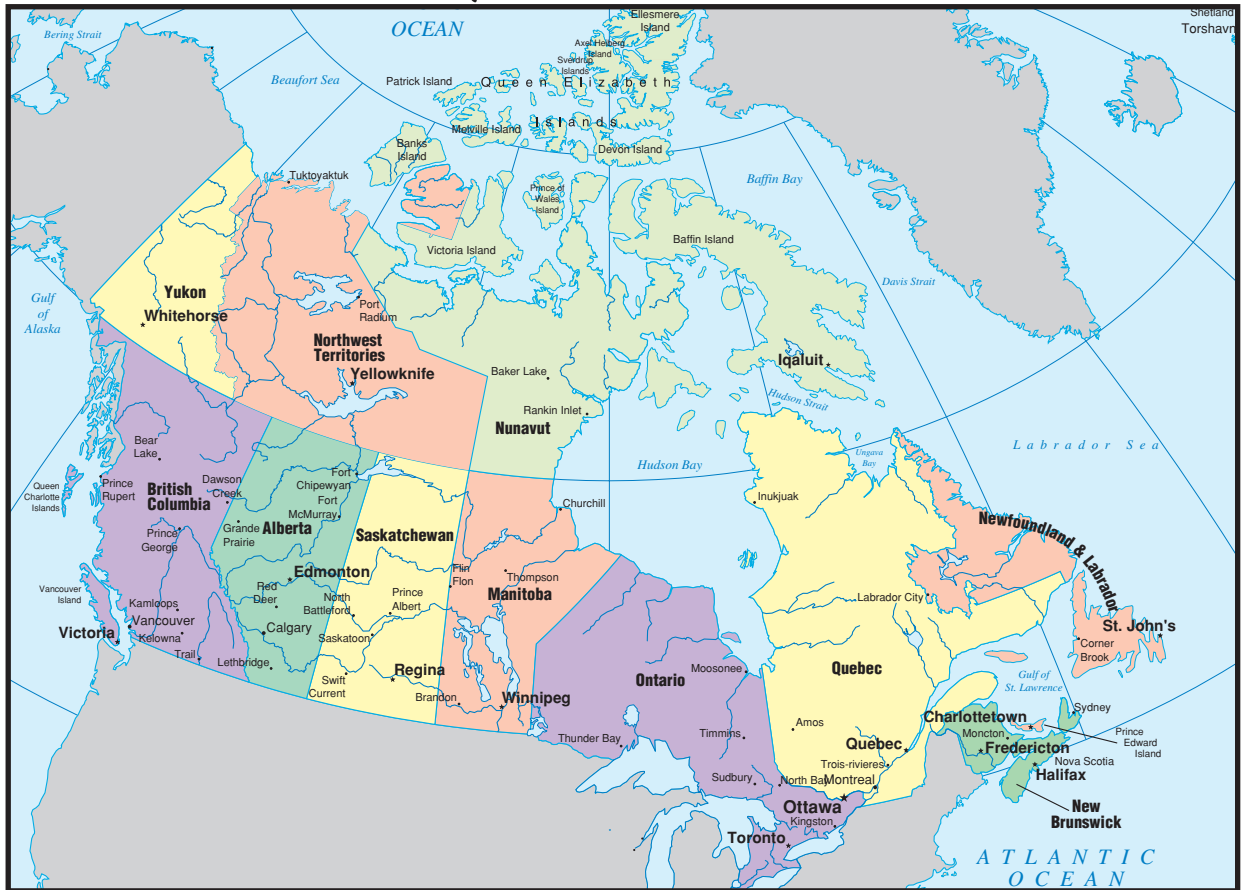 Bering Strait
OCEAN
Ellesmere
Island
Shetland
Torshavn
Axel Heiberg
Island
Sverdrup
Islands
Beaufort Sea
Patrick Island
Queen Elizabeth
Islands
Melville Island
Banks
Island
Devon Island
Baffin Bay
Tuktoyaktuk
Prince of
Wales
Island
Victoria Island
Baffin Island
Davis Strait
Gulf
of
Alaska
Yukon
Whitehorse
Port
Radium
Northwest
Territories
Yellowknife
Iqaluit
Baker Lake
Hudson Strait
Rankin Inlet
Nunavut
Bear
Lake
Labrador Sea
Ungava
Bay
Hudson Bay
Queen
Charlotte
Islands
Prince
Rupert
British
Columbia
Dawson
Creek
Fort
Chipewyan
Fort
McMurray
Inukjuak
Churchill
Grande
Prairie
Alberta
Saskatchewan
Newfoundland & Labrador
Prince
George
Edmonton
Flin
Flon
Thompson
Manitoba
Vancouver
Island
Red
Deer
North
Battleford
Prince
Albert
Labrador City
Kamloops
Vancouver
Kelowna
Victoria
Calgary
Saskatoon
St. John's
Corner
Brook
Trail
Lethbridge
Swift
Current
Regina
Brandon
Winnipeg
Ontario
Moosonee
Quebec
Gulf of
St. Lawrence
Charlottetown
Sydney
Thunder Bay
Timmins
Amos
Quebec
Moncton
Fredericton
Prince
Edward
Island
Trois-rivieres
Nova Scotia
Halifax
Sudbury
North Bay
Montreal
Ottawa
Kingston
Toronto
New
Brunswick
ATLANTIC
OCEAN